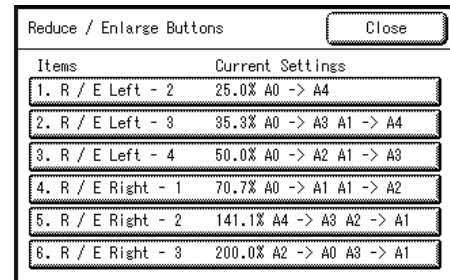 Reduce / Enlarge Buttons Close
Items Current Settings
1. R / E Left - 2 25.0% A0 -> A4
2. R / E Left - 3 35.3% A0 -> A3 A1 -> A4
3. R / E Left - 4 50.0% A0 -> A2 A1 -> A3
4. R / E Right - 1 70.7% A0 -> A1 A1 -> A2
5. R / E Right - 2 141.1% A4 -> A3 A2 -> A1
6. R / E Right - 3 200.0% A2 -> A0 A3 -> A1